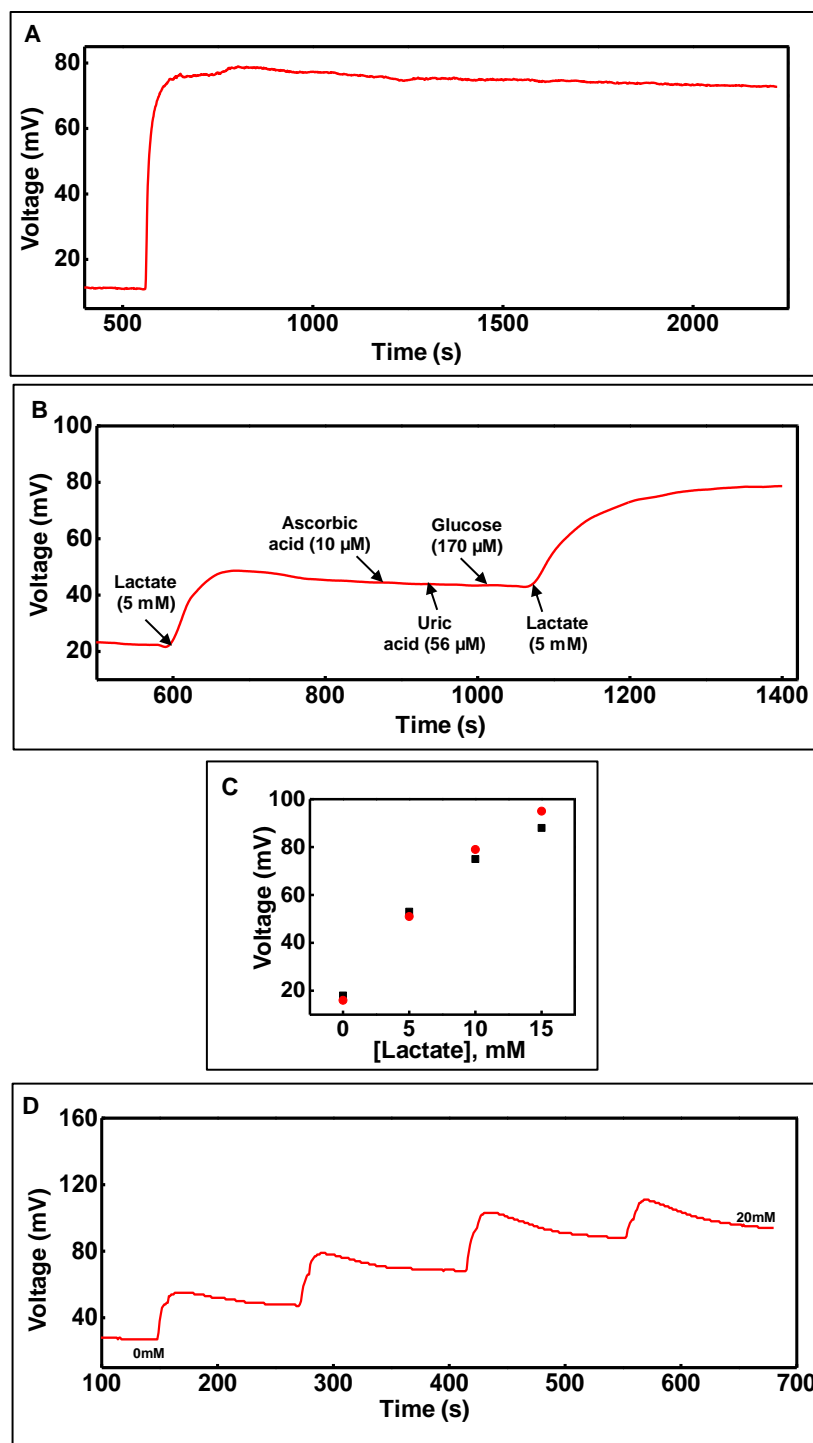 A
80
60
40
20
Voltage (mV)
500 1000 1500 2000
Time (s)
B
100
80
60
40
20
Voltage (mV)
Lactate
(5 mM)
Ascorbic
acid (10 µM)
Uric
acid (56 µM)
Glucose
(170 µM)
Lactate
(5 mM)
600 800 1000 1200 1400
Time (s)
C
100
80
60
40
20
Voltage (mV)
0 5 10 15
[Lactate], mM
D
160
120
80
40
Voltage (mV)
0mM
20mM
100 200 300 400 500 600 700
Time (s)